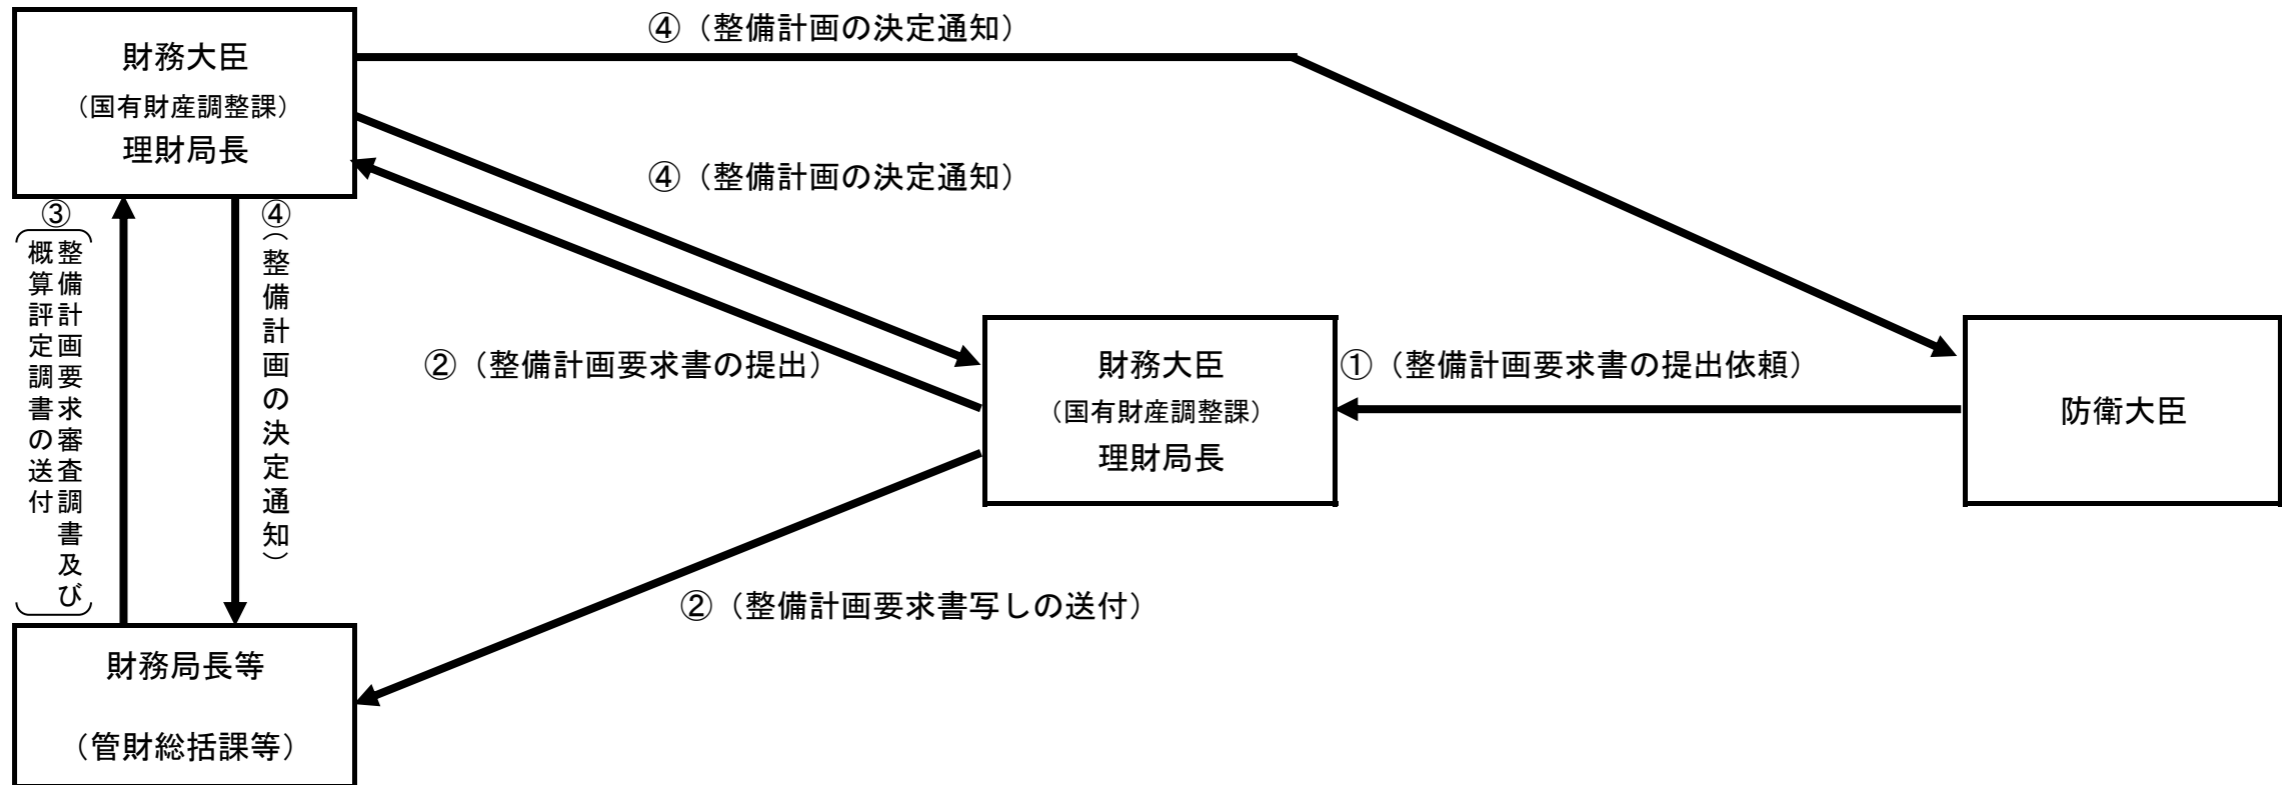 ④（整備計画の決定通知）
財務大臣
（国有財産調整課）
理財局長
④（整備計画の決定通知）
③
整備計画要求審査調書及び
概算評定調書の送付
④（整備計画の決定通知）
②（整備計画要求書の提出）
財務大臣
（国有財産調整課）
理財局長
①（整備計画要求書の提出依頼）
防衛大臣
②（整備計画要求書写しの送付）
財務局長等
（管財総括課等）